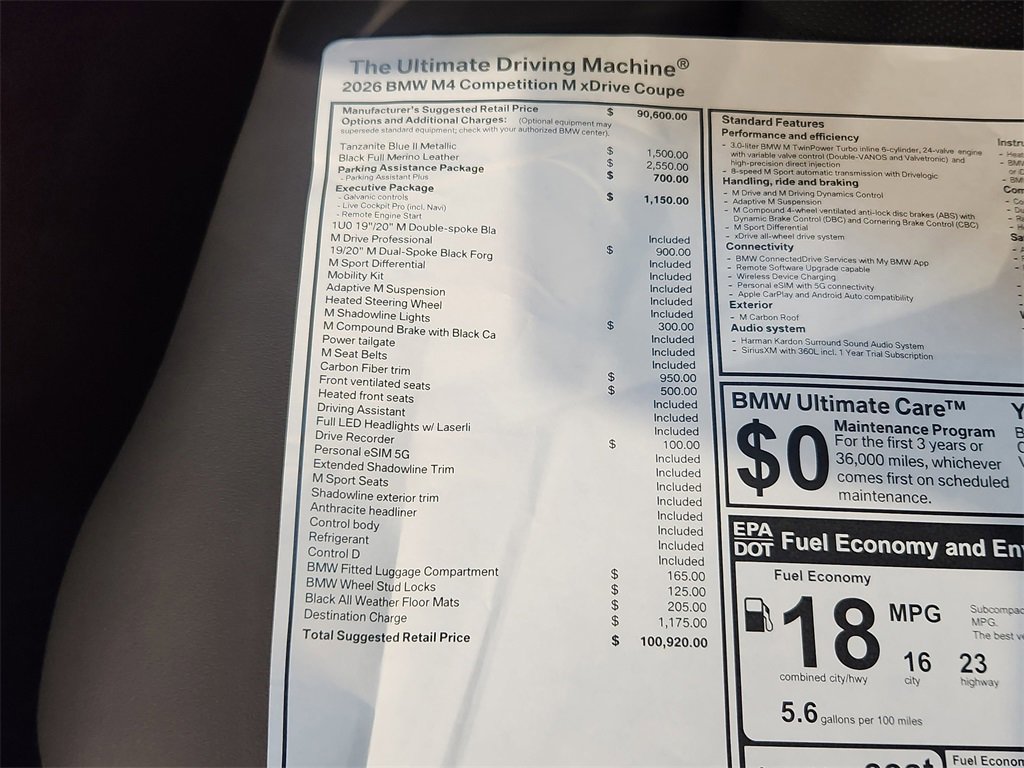 The Ultimate Driving Machine®
2026 BMW M4 Competition M xDrive Coupe
Manufacturer's Suggested Retail Price $ 90,600.00
Options and Additional Charges: (Optional equipment may
supersede standard equipment; check with your authorized BMW center).
Tanzanite Blue II Metallic $ 1,500.00
Black Full Merino Leather $ 2,550.00
Parking Assistance Package $ 700.00
- Parking Assistant Plus
Executive Package $ 1,150.00
- Galvanic controls
- Live Cockpit Pro (incl. Navi)
- Remote Engine Start
1U0 19"/20" M Double-spoke Bla
M Drive Professional Included
19/20" M Dual-Spoke Black Forg $ 900.00
M Sport Differential Included
Mobility Kit Included
Adaptive M Suspension Included
Heated Steering Wheel Included
M Shadowline Lights $ 300.00
M Compound Brake with Black Ca Included
Power tailgate Included
M Seat Belts Included
Carbon Fiber trim $ 950.00
Front ventilated seats $ 500.00
Heated front seats Included
Driving Assistant Included
Full LED Headlights w/ Laserli Included
Drive Recorder $ 100.00
Personal eSIM 5G Included
Extended Shadowline Trim Included
M Sport Seats Included
Shadowline exterior trim Included
Anthracite headliner Included
Control body Included
Refrigerant Included
Control D Included
BMW Fitted Luggage Compartment $ 165.00
BMW Wheel Stud Locks $ 125.00
Black All Weather Floor Mats $ 205.00
Destination Charge $ 1,175.00
Total Suggested Retail Price $ 100,920.00
Standard Features
Performance and efficiency
- 3.0-liter BMW M TwinPower Turbo inline 6-cylinder, 24-valve engine
with variable valve control (Double-VANOS and Valvetronic) and
high-precision direct injection
- 8-speed M Sport automatic transmission with Drivelogic
Handling, ride and braking
- M Drive and M Driving Dynamics Control
- Adaptive M Suspension
- M Compound 4-wheel ventilated anti-lock disc brakes (ABS) with
Dynamic Brake Control (DBC) and Cornering Brake Control (CBC)
- M Sport Differential
- xDrive all-wheel drive system
Connectivity
- BMW ConnectedDrive Services with My BMW App
- Remote Software Upgrade capable
- Wireless Device Charging
- Personal eSIM with 5G connectivity
- Apple CarPlay and Android Auto compatibility
Exterior
- M Carbon Roof
Audio system
- Harman Kardon Surround Sound Audio System
- SiriusXM with 360L incl. 1 Year Trial Subscription
BMW Ultimate Care™
$0
Maintenance Program
For the first 3 years or
36,000 miles, whichever
comes first on scheduled
maintenance.
EPA
DOT
Fuel Economy and En
Fuel Economy
18 MPG
combined city/hwy
16
city
23
highway
5.6 gallons per 100 miles
Subcompac
MPG.
The best ve
Fuel Econom